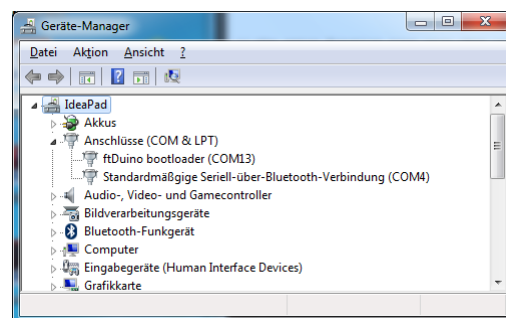 Geräte-Manager
Datei Aktion Ansicht ?
IdeaPad
Akkus
Anschlüsse (COM & LPT)
ftDuino bootloader (COM13)
Standardmäßgige Seriell-über-Bluetooth-Verbindung (COM4)
Audio-, Video- und Gamecontroller
Bildverarbeitungsgeräte
Bluetooth-Funkgerät
Computer
Eingabegeräte (Human Interface Devices)
Grafikkarte